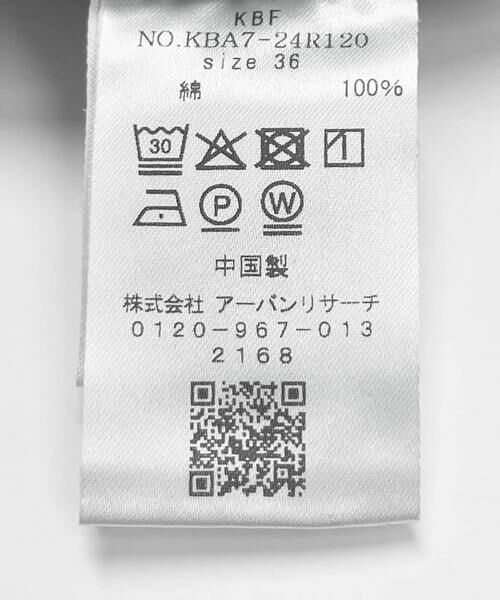 KBF
NO.KBA7-24R120
size 36
綿 100%
30
P W
中国製
株式会社 アーバンリサーチ
0120-967-013
2168